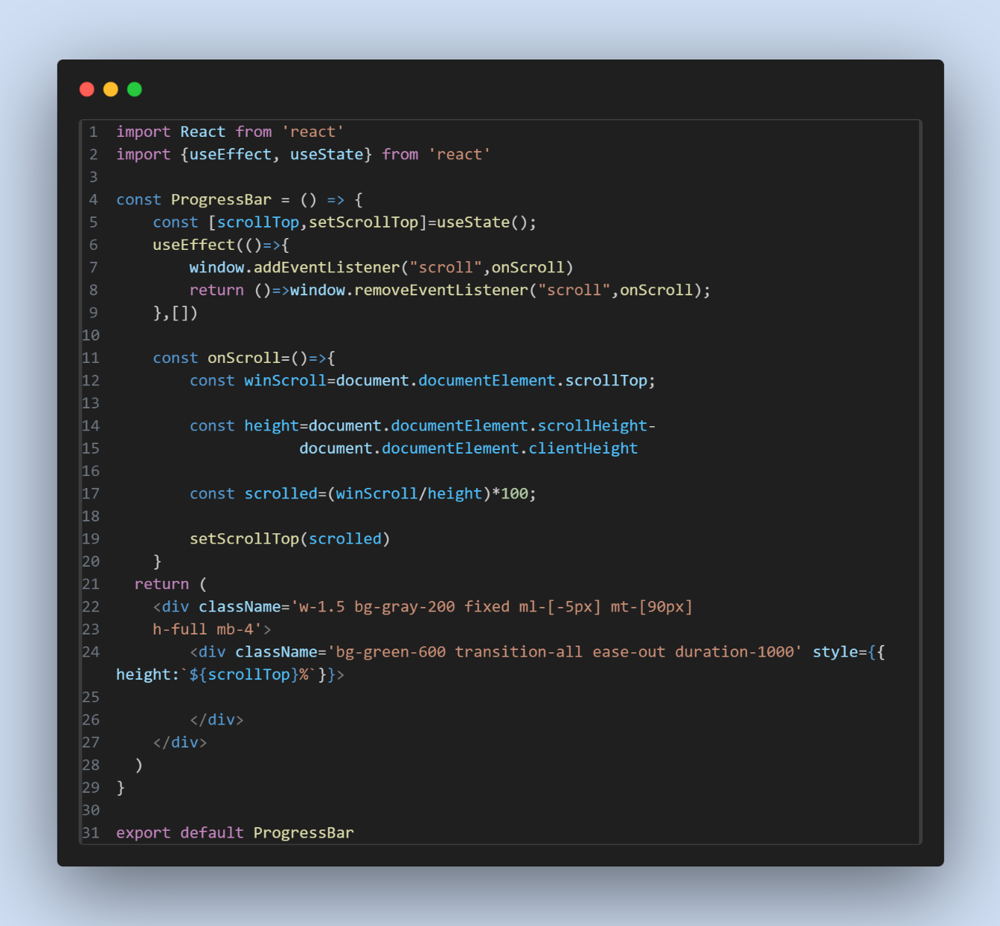 1 import React from 'react'
2 import {useEffect, useState} from 'react'
3
4 const ProgressBar = () => {
5     const [scrollTop,setScrollTop]=useState();
6     useEffect(()=>{
7         window.addEventListener("scroll",onScroll)
8         return ()=>window.removeEventListener("scroll",onScroll);
9     },[])
10
11     const onScroll=()=>{
12         const winScroll=document.documentElement.scrollTop;
13
14         const height=document.documentElement.scrollHeight-
15                     document.documentElement.clientHeight
16
17         const scrolled=(winScroll/height)*100;
18
19         setScrollTop(scrolled)
20     }
21   return (
22     <div className='w-1.5 bg-gray-200 fixed ml-[-5px] mt-[90px]
23     h-full mb-4'>
24         <div className='bg-green-600 transition-all ease-out duration-1000' style={{
height:`${scrollTop}%`}}>
25
26         </div>
27     </div>
28   )
29 }
30
31 export default ProgressBar